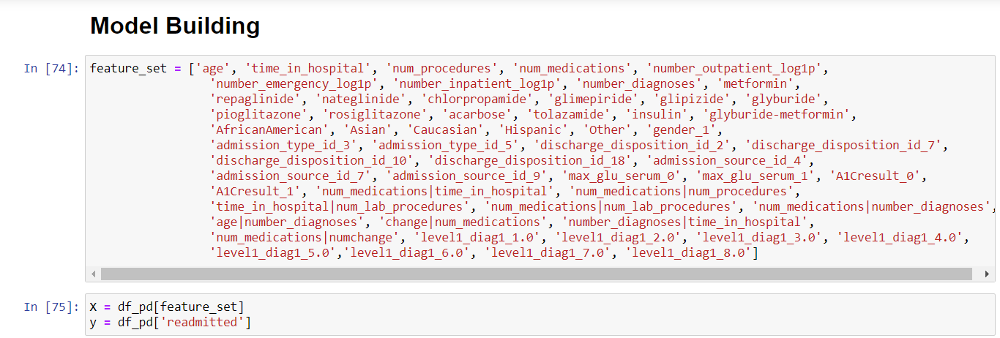 Model Building
In [74]: feature_set = ['age', 'time_in_hospital', 'num_procedures', 'num_medications', 'number_outpatient_log1p',
'number_emergency_log1p', 'number_inpatient_log1p', 'number_diagnoses', 'metformin',
'repaglinide', 'nateglinide', 'chlorpropamide', 'glimepiride', 'glipizide', 'glyburide',
'pioglitazone', 'rosiglitazone', 'acarbose', 'tolazamide', 'insulin', 'glyburide-metformin',
'AfricanAmerican', 'Asian', 'Caucasian', 'Hispanic', 'Other', 'gender_1',
'admission_type_id_3', 'admission_type_id_5', 'discharge_disposition_id_2', 'discharge_disposition_id_7',
'discharge_disposition_id_10', 'discharge_disposition_id_18', 'admission_source_id_4',
'admission_source_id_7', 'admission_source_id_9', 'max_glu_serum_0', 'max_glu_serum_1', 'A1Cresult_0',
'A1Cresult_1', 'num_medications|time_in_hospital', 'num_medications|num_procedures',
'time_in_hospital|num_lab_procedures', 'num_medications|num_lab_procedures', 'num_medications|number_diagnoses',
'age|number_diagnoses', 'change|num_medications', 'number_diagnoses|time_in_hospital',
'num_medications|numchange', 'level1_diag1_1.0', 'level1_diag1_2.0', 'level1_diag1_3.0', 'level1_diag1_4.0',
'level1_diag1_5.0','level1_diag1_6.0', 'level1_diag1_7.0', 'level1_diag1_8.0']
In [75]: X = df_pd[feature_set]
y = df_pd['readmitted']